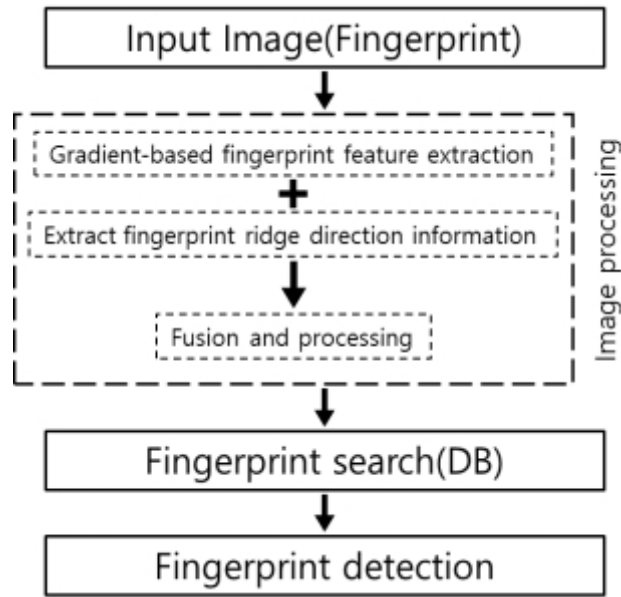 Input Image(Fingerprint)
Gradient-based fingerprint feature extraction
+
Extract fingerprint ridge direction information
Fusion and processing
Image processing
Fingerprint search(DB)
Fingerprint detection